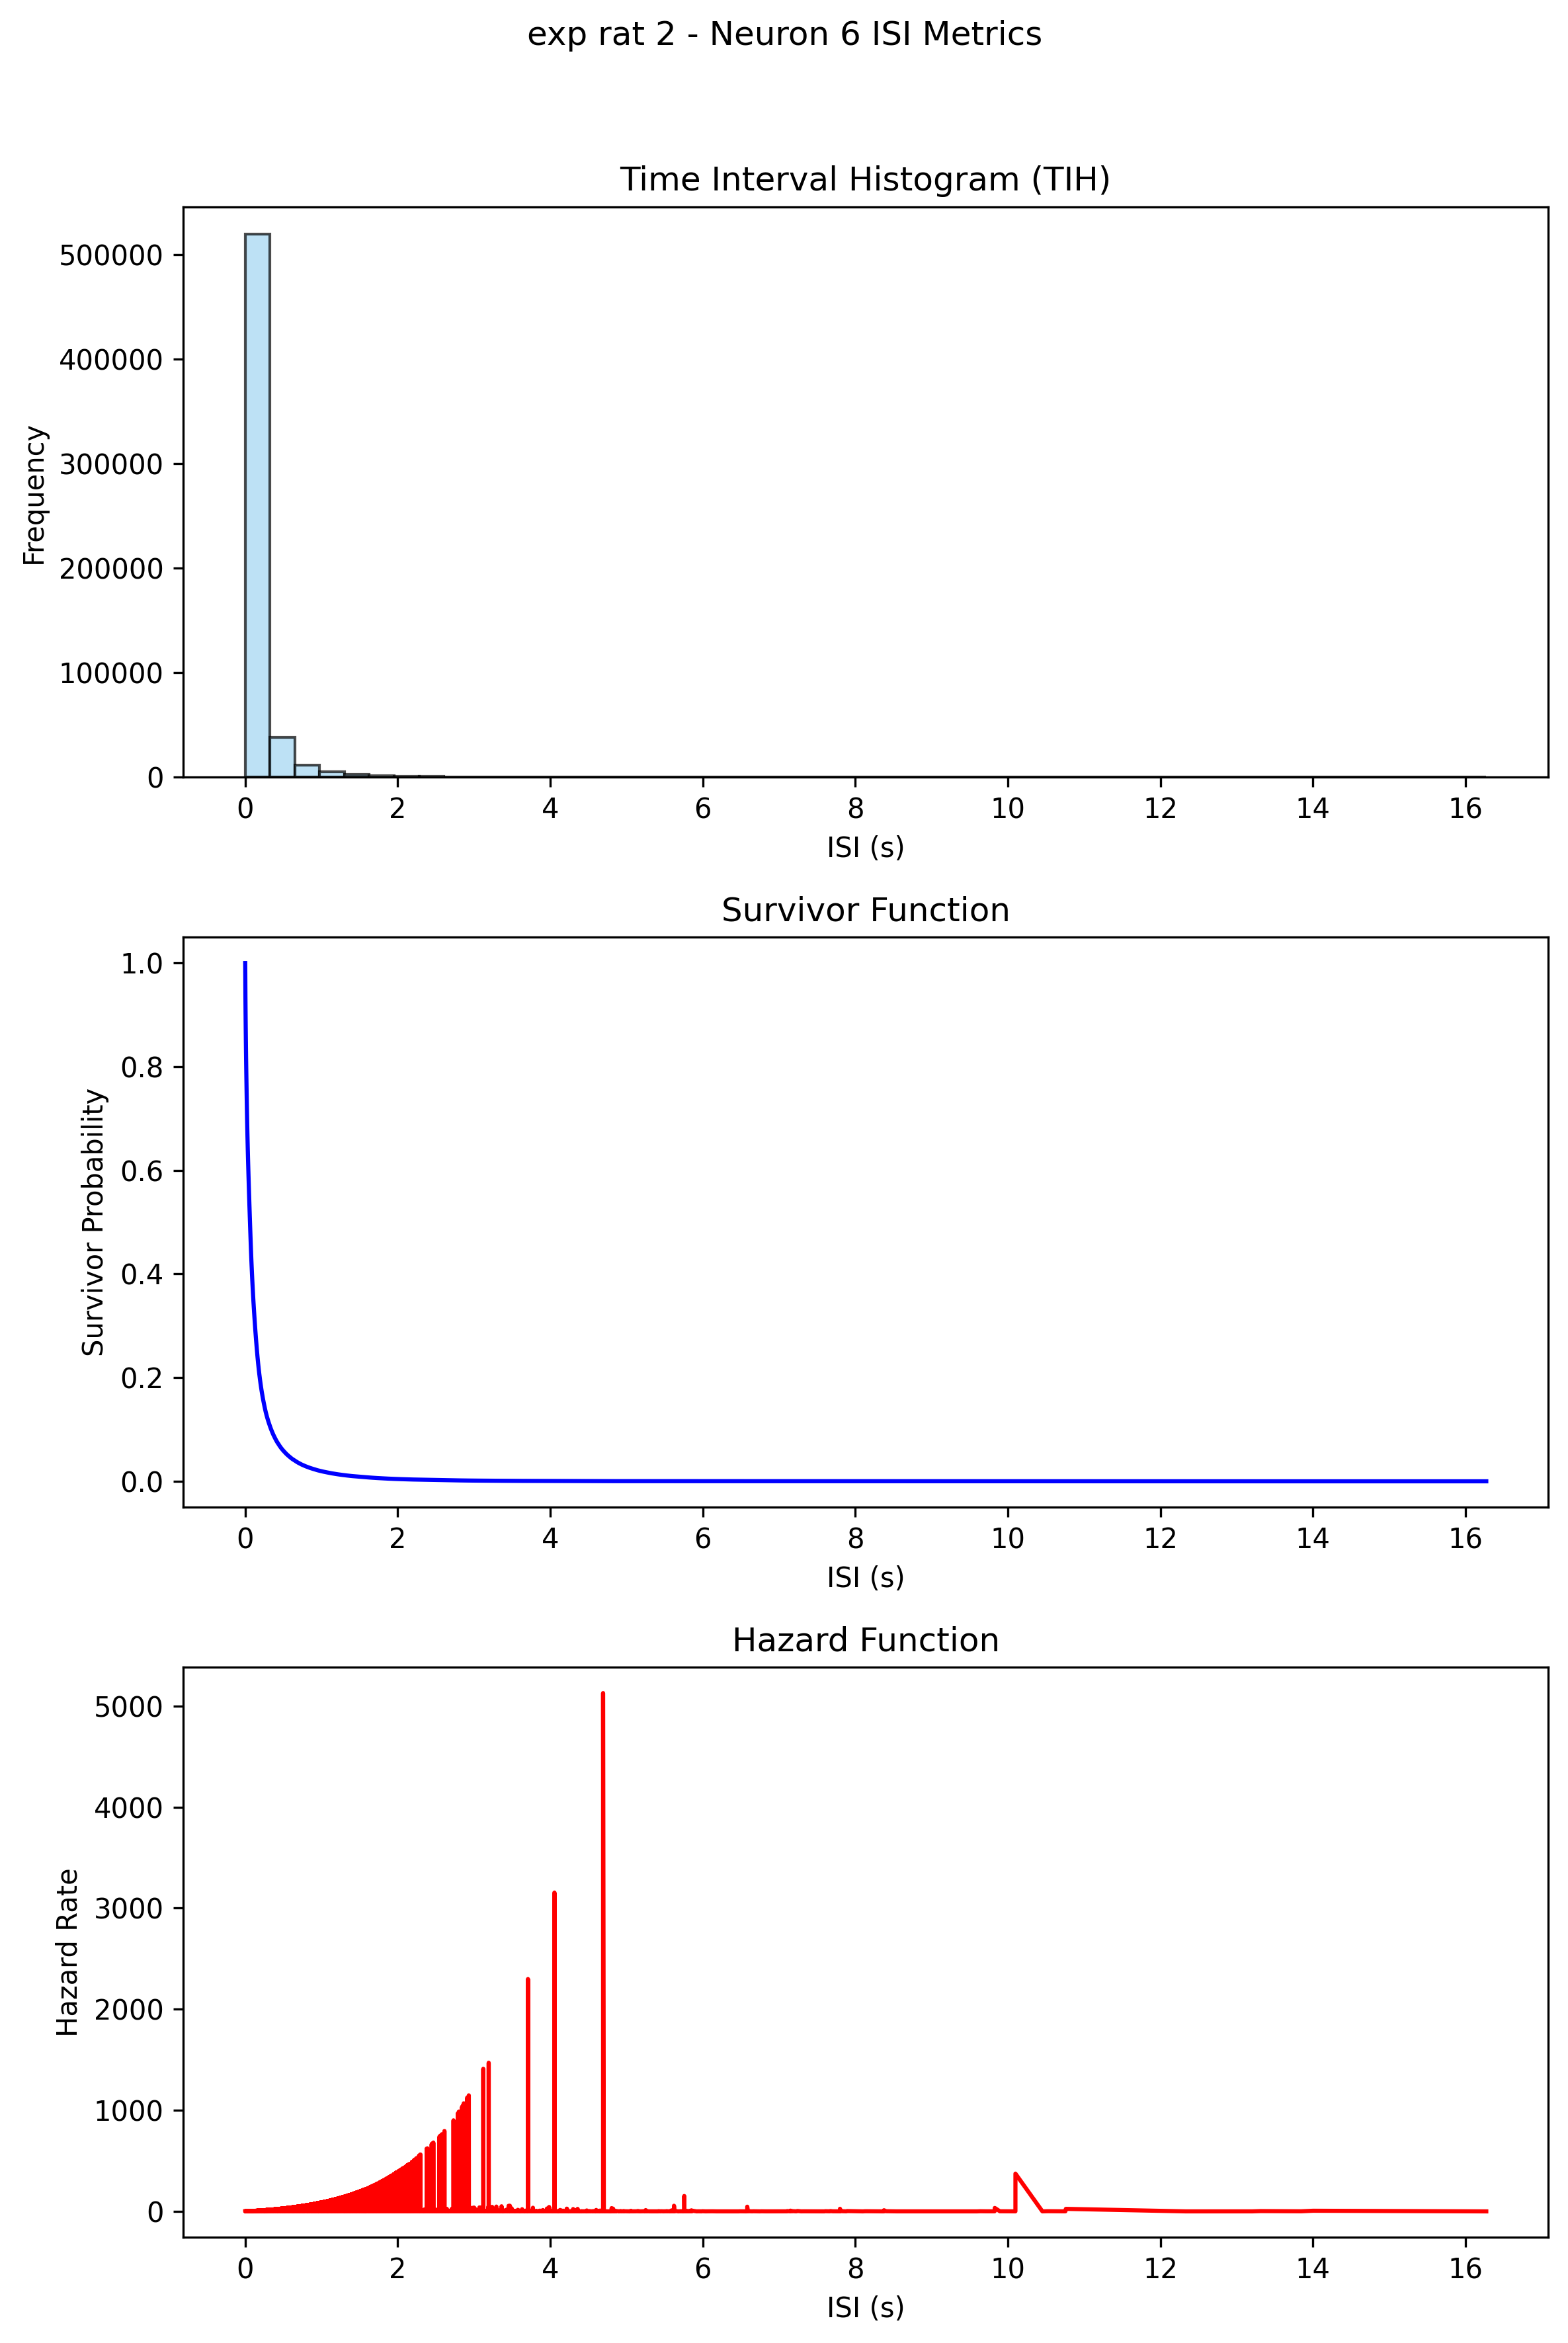 exp rat 2 - Neuron 6 ISI Metrics
Time Interval Histogram (TIH)
500000
400000
300000
200000
100000
0
Frequency
0 2 4 6 8 10 12 14 16
ISI (s)
Survivor Function
1.0
0.8
0.6
0.4
0.2
0.0
Survivor Probability
0 2 4 6 8 10 12 14 16
ISI (s)
Hazard Function
5000
4000
3000
2000
1000
0
Hazard Rate
0 2 4 6 8 10 12 14 16
ISI (s)